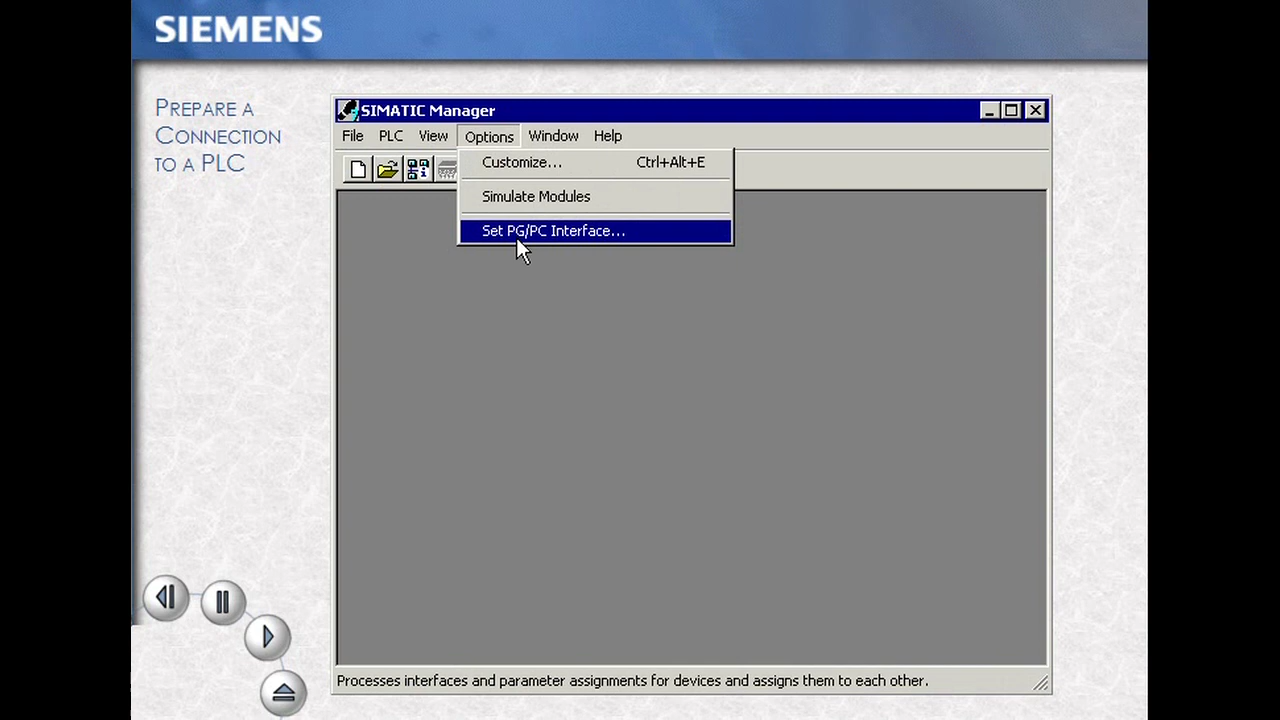 SIEMENS
PREPARE A
CONNECTION
TO A PLC
SIMATIC Manager
File PLC View Options Window Help
Customize... Ctrl+Alt+E
Simulate Modules
Set PG/PC Interface...
Processes interfaces and parameter assignments for devices and assigns them to each other.